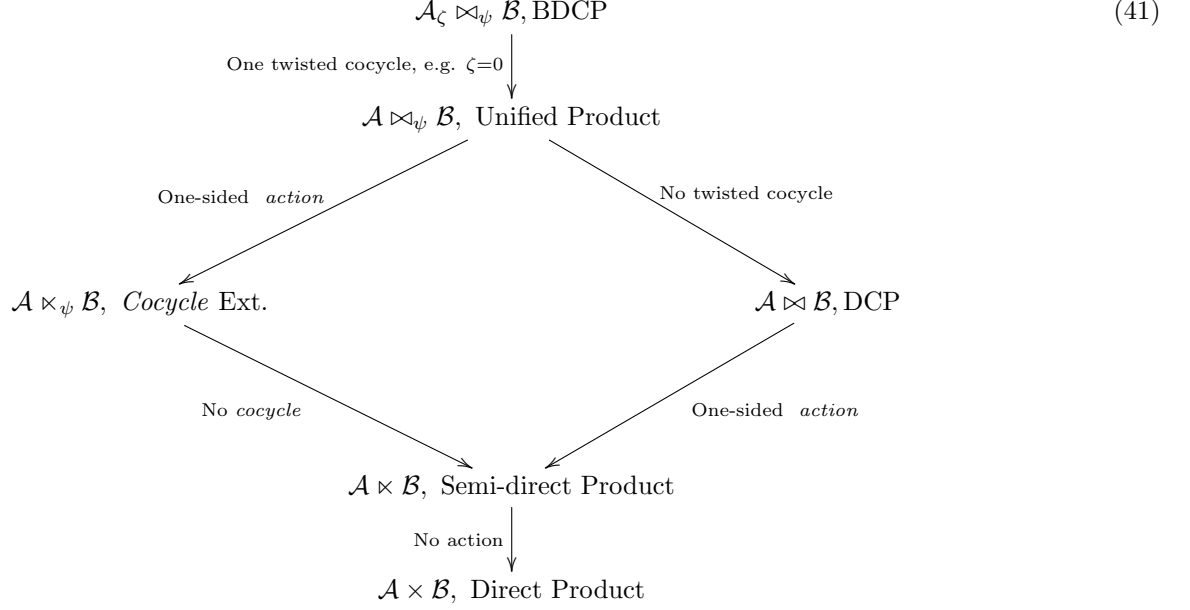 𝒜_ζ ⋈_ψ ℬ, BDCP (41)
One twisted cocycle, e.g. ζ=0
𝒜 ⋈_ψ ℬ, Unified Product
One-sided action
No twisted cocycle
𝒜 ⋉_ψ ℬ, Cocycle Ext.
𝒜 ⋈ ℬ, DCP
No cocycle
One-sided action
𝒜 ⋉ ℬ, Semi-direct Product
No action
𝒜 × ℬ, Direct Product